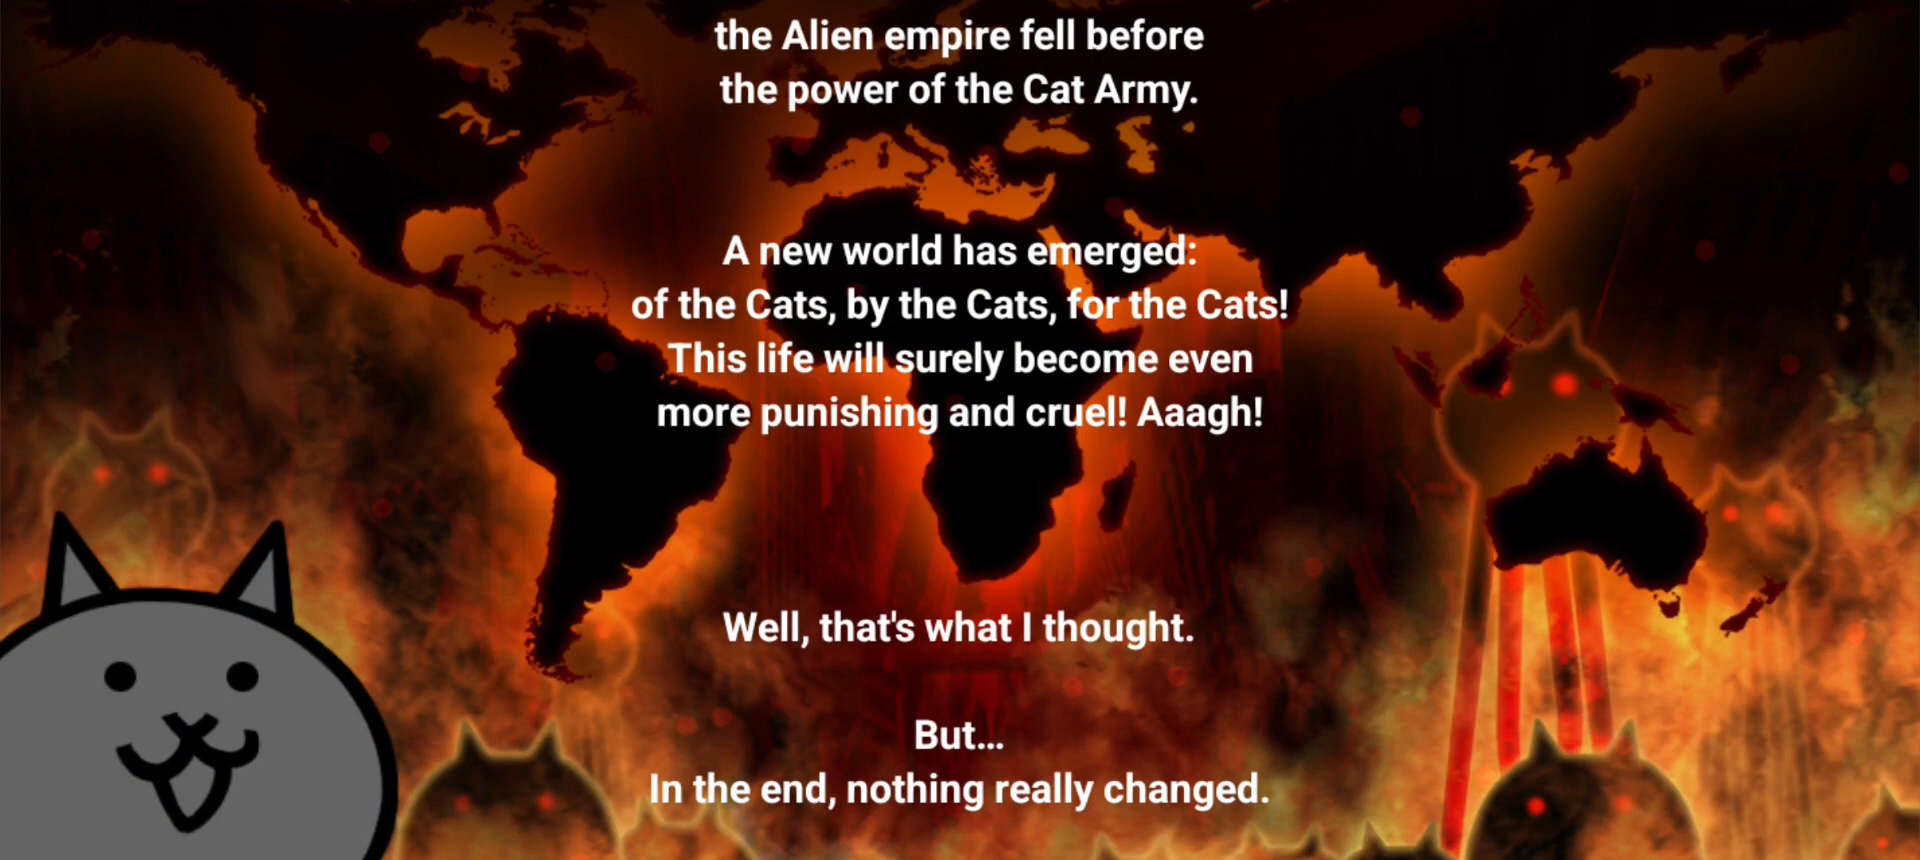 the Alien empire fell before
the power of the Cat Army.
A new world has emerged:
of the Cats, by the Cats, for the Cats!
This life will surely become even
more punishing and cruel! Aaagh!
Well, that's what I thought.
But...
In the end, nothing really changed.